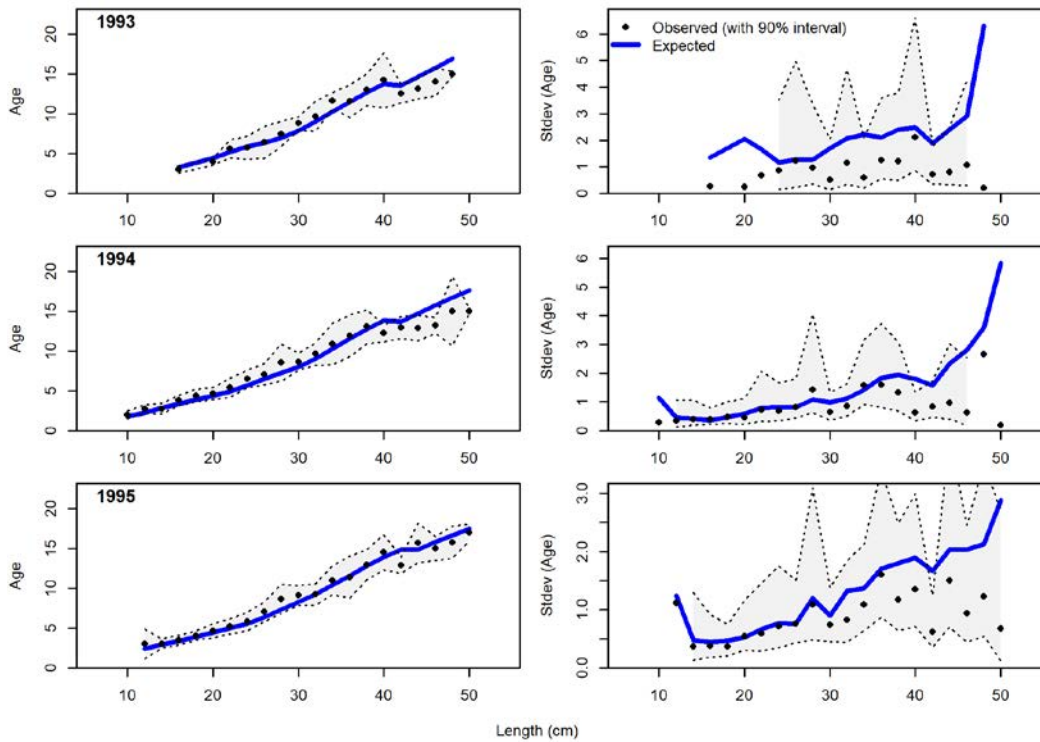 1993
Age
0 5 10 15 20
10 20 30 40 50
Observed (with 90% interval)
Expected
Stdev (Age)
0 1 2 3 4 5 6
10 20 30 40 50
1994
Age
0 5 10 15 20
10 20 30 40 50
Stdev (Age)
0 1 2 3 4 5 6
10 20 30 40 50
1995
Age
0 5 10 15 20
10 20 30 40 50
Stdev (Age)
0.0 1.0 2.0 3.0
10 20 30 40 50
Length (cm)